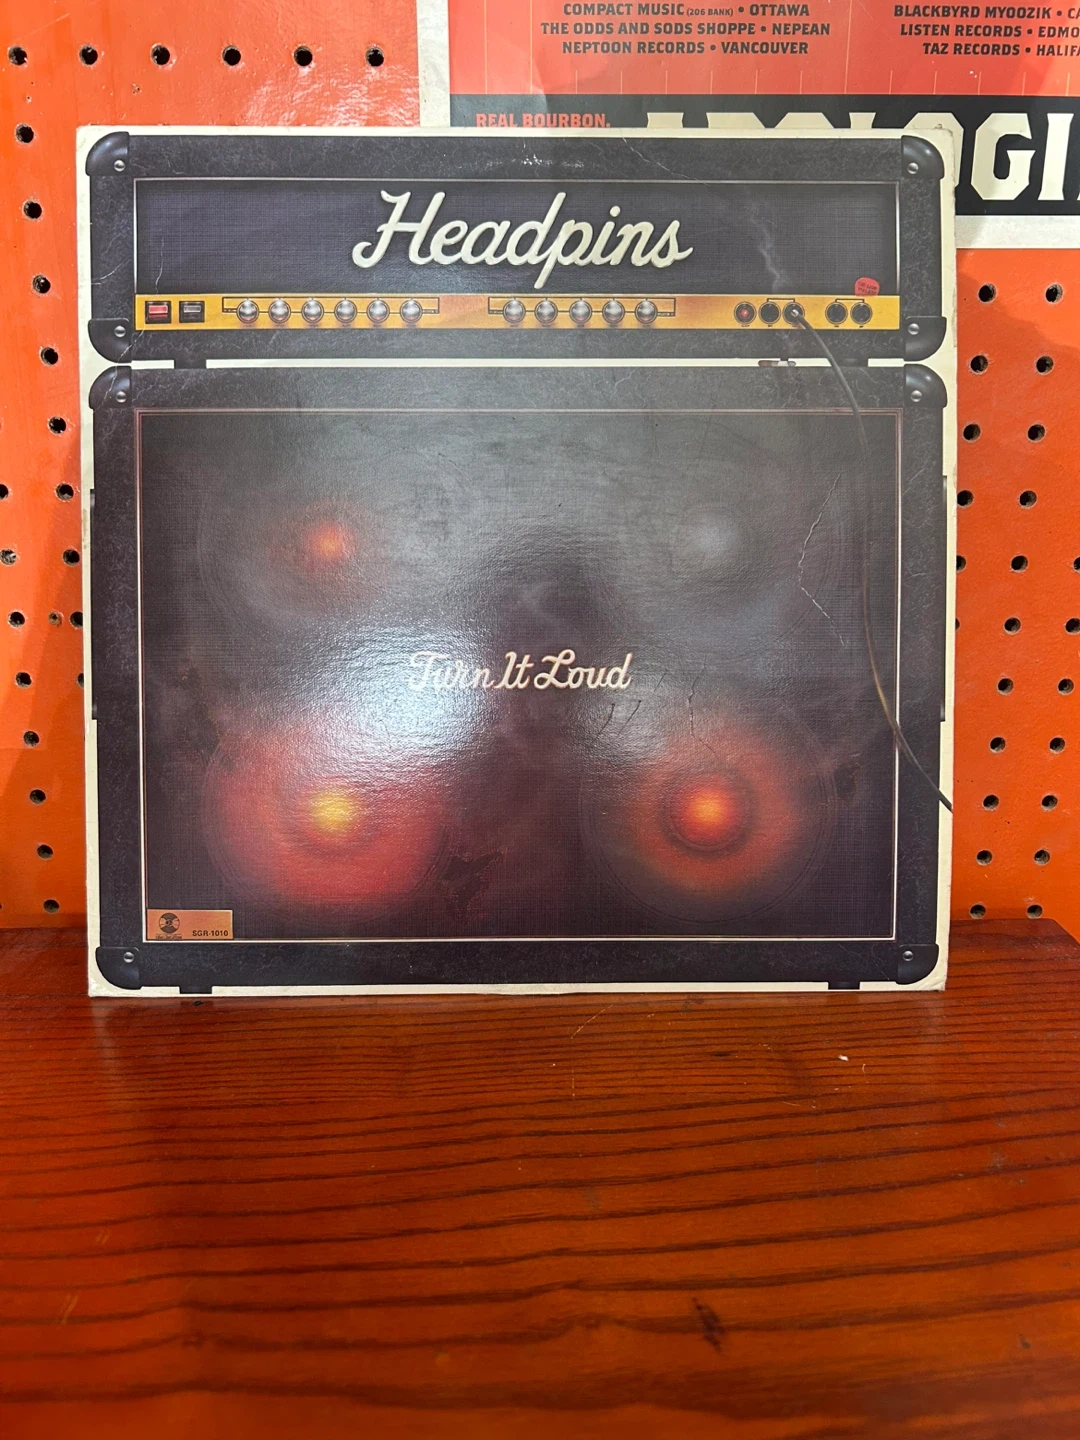 COMPACT MUSIC (206 BANK) • OTTAWA
THE ODDS AND SODS SHOPPE • NEPEAN
NEPTOON RECORDS • VANCOUVER
BLACKBYRD MYOOZIK •
LISTEN RECORDS •
TAZ RECORDS •
REAL BOURBON.
Headpins
Turn It Loud
SGR-1010